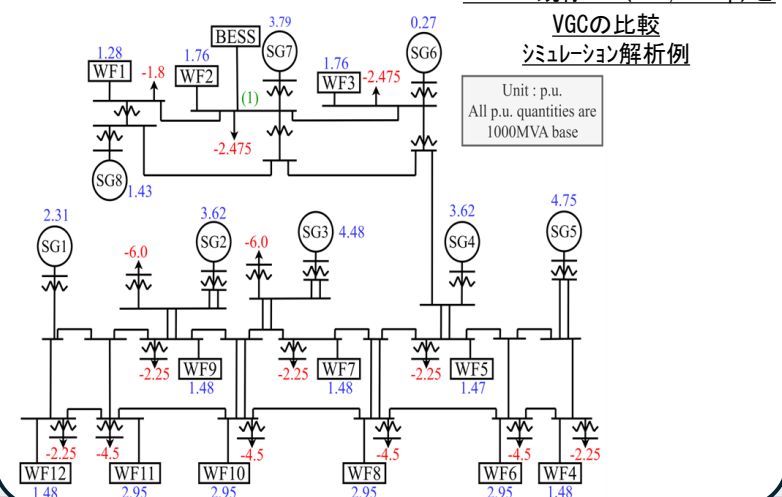 VGCの比較
シミュレーション解析例
Unit : p.u.
All p.u. quantities are
1000MVA base
BESS
3.79
SG7
0.27
SG6
1.28
WF1
-1.8
1.76
WF2
(1)
-2.475
1.76
WF3
-2.475
SG8
1.43
2.31
SG1
-6.0
3.62
SG2
-6.0
SG3
4.48
3.62
SG4
4.75
SG5
-2.25
WF9
1.48
-2.25
WF7
1.48
-2.25
WF5
1.47
-2.25
-4.5
-4.5
-4.5
-4.5
-2.25
WF12
WF11
WF10
WF8
WF6
WF4
1.48
2.95
2.95
2.95
2.95
1.48